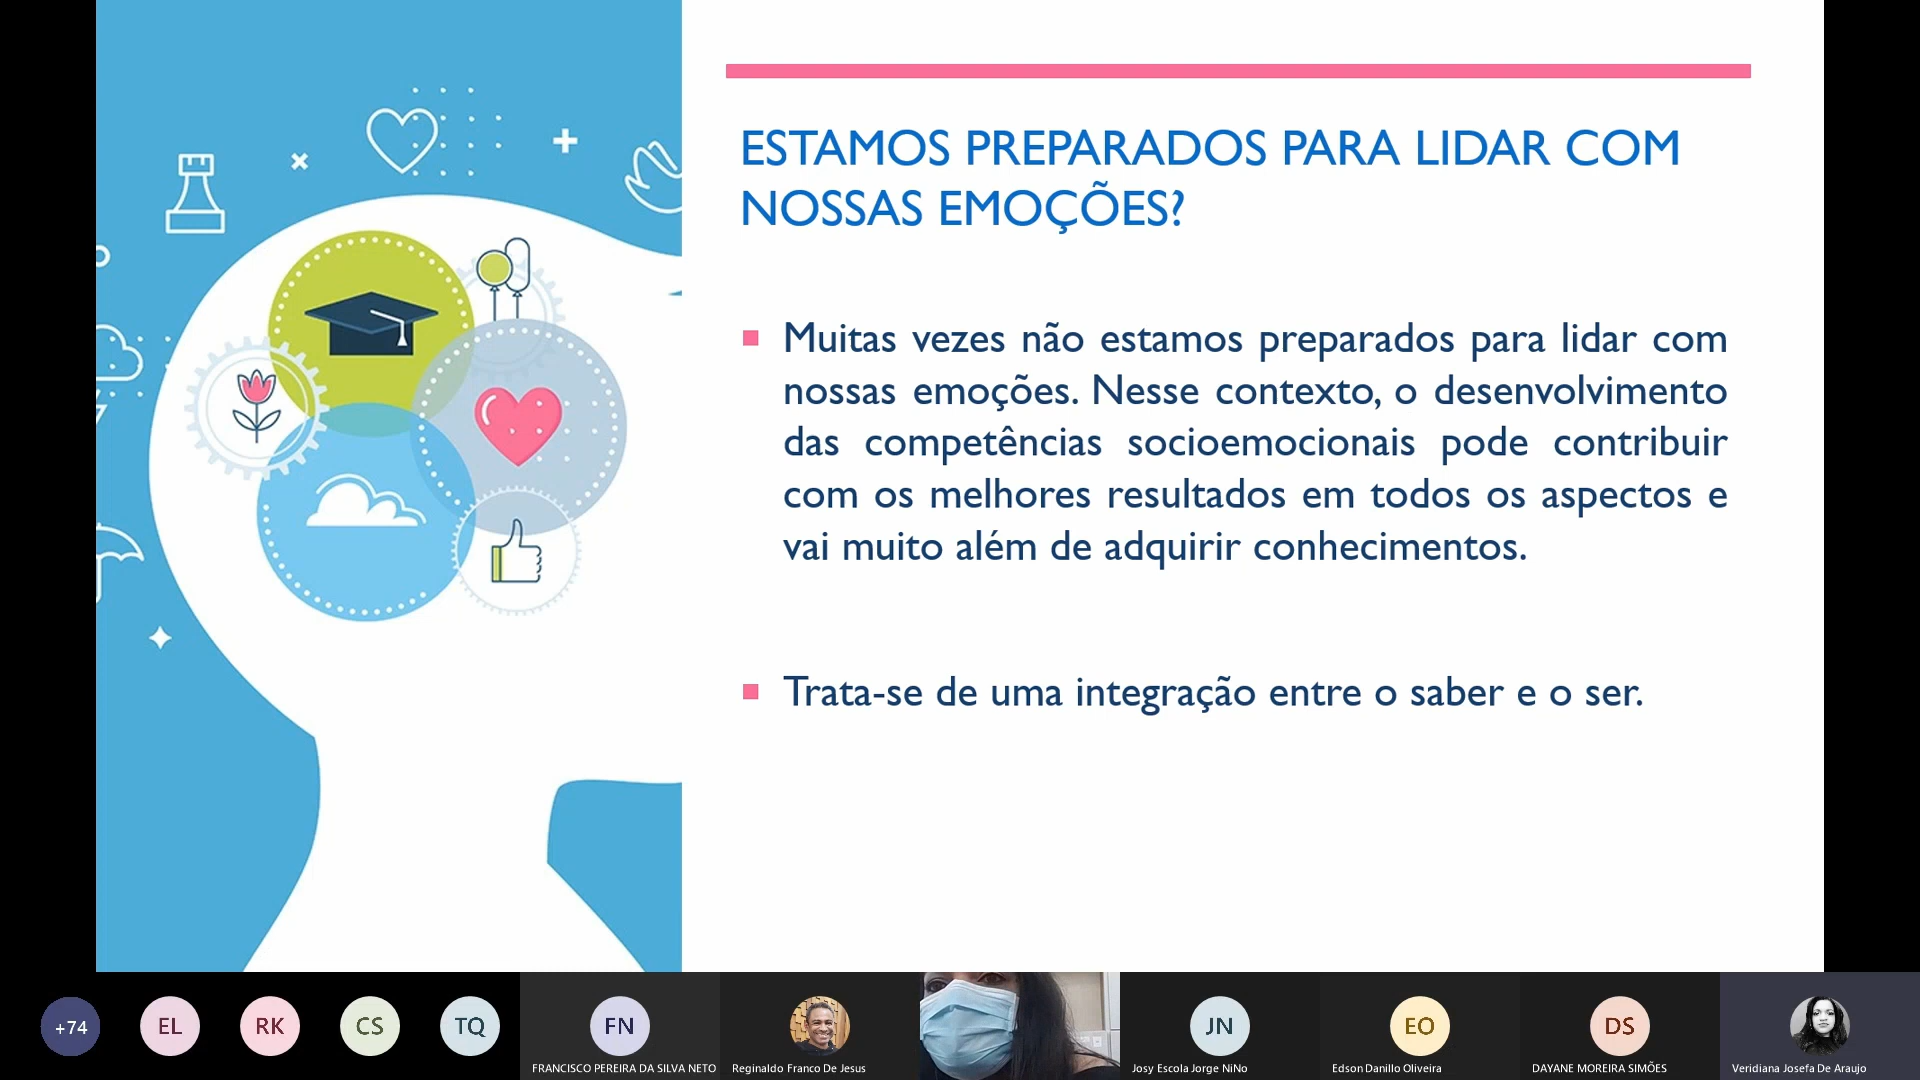 ESTAMOS PREPARADOS PARA LIDAR COM
NOSSAS EMOÇÕES?
Muitas vezes não estamos preparados para lidar com
nossas emoções. Nesse contexto, o desenvolvimento
das competências socioemocionais pode contribuir
com os melhores resultados em todos os aspectos e
vai muito além de adquirir conhecimentos.
Trata-se de uma integração entre o saber e o ser.
+74
EL
RK
CS
TQ
FN
JN
EO
DS
FRANCISCO PEREIRA DA SILVA NETO
Reginaldo Franco De Jesus
Josy Escola Jorge NiNo
Edson Danillo Oliveira
DAYANE MOREIRA SIMÕES
Veridiana Josefa De Araujo